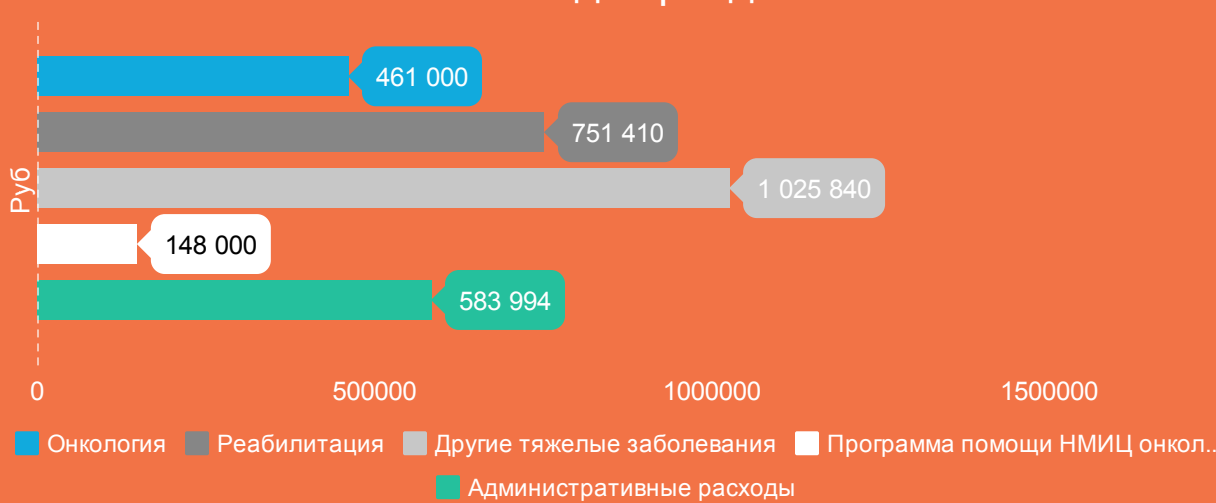 461 000
751 410
Руб
1 025 840
148 000
583 994
0 500000 1000000 1500000
Онкология Реабилитация Другие тяжелые заболевания Программа помощи НМИЦ онкол..
Административные расходы